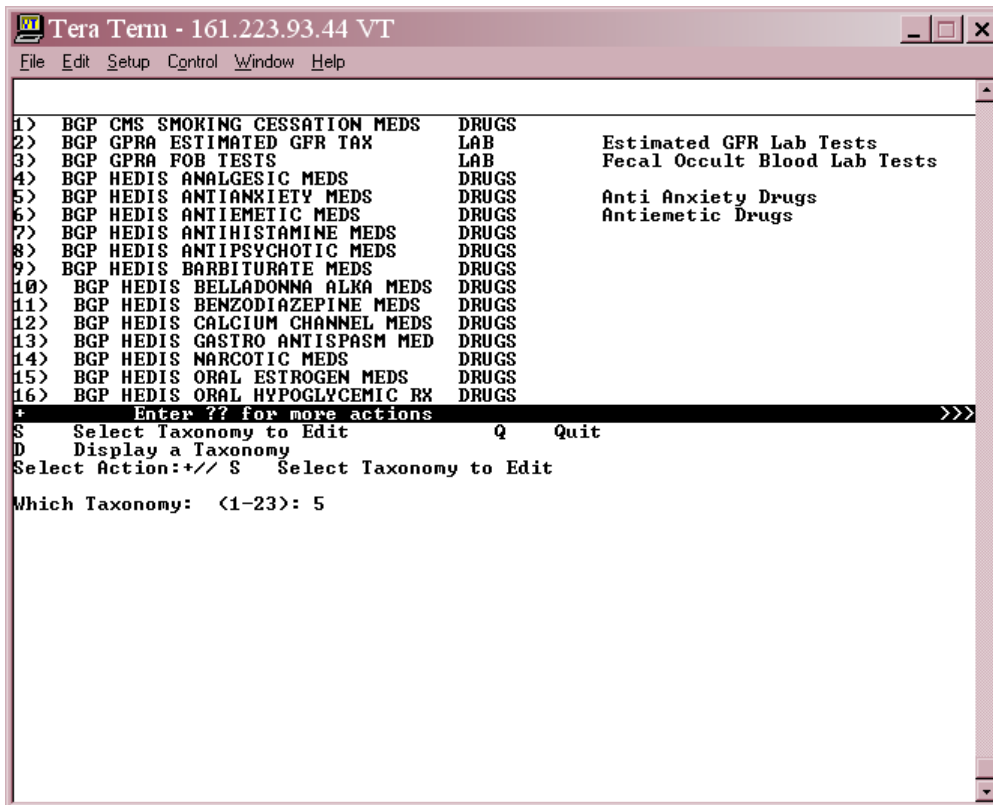 Tera Term - 161.223.93.44 VT
File Edit Setup Control Window Help
1> BGP CMS SMOKING CESSATION MEDS DRUGS
2> BGP GPRA ESTIMATED GFR TAX LAB Estimated GFR Lab Tests
3> BGP GPRA FOB TESTS LAB Fecal Occult Blood Lab Tests
4> BGP HEDIS ANALGESIC MEDS DRUGS
5> BGP HEDIS ANTIANXIETY MEDS DRUGS Anti Anxiety Drugs
6> BGP HEDIS ANTIEMETIC MEDS DRUGS Antiemetic Drugs
7> BGP HEDIS ANTIHISTAMINE MEDS DRUGS
8> BGP HEDIS ANTIPSYCHOTIC MEDS DRUGS
9> BGP HEDIS BARBITURATE MEDS DRUGS
10> BGP HEDIS BELLADONNA ALKA MEDS DRUGS
11> BGP HEDIS BENZODIAZEPINE MEDS DRUGS
12> BGP HEDIS CALCIUM CHANNEL MEDS DRUGS
13> BGP HEDIS GASTRO ANTISPASM MED DRUGS
14> BGP HEDIS NARCOTIC MEDS DRUGS
15> BGP HEDIS ORAL ESTROGEN MEDS DRUGS
16> BGP HEDIS ORAL HYPOGLYCEMIC RX DRUGS
+ Enter ?? for more actions >>>
S Select Taxonomy to Edit Q Quit
D Display a Taxonomy
Select Action:+// S Select Taxonomy to Edit
Which Taxonomy: (1-23): 5